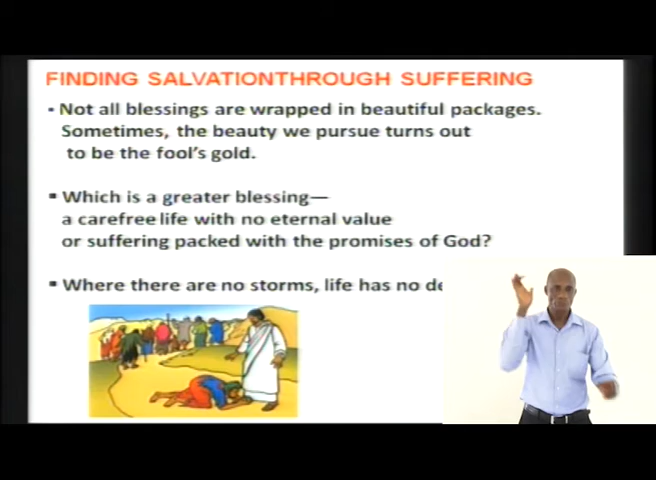 FINDING SALVATIONTHROUGH SUFFERING
▪ Not all blessings are wrapped in beautiful packages.
Sometimes, the beauty we pursue turns out
to be the fool's gold.
▪ Which is a greater blessing—
a carefree life with no eternal value
or suffering packed with the promises of God?
▪ Where there are no storms, life has no